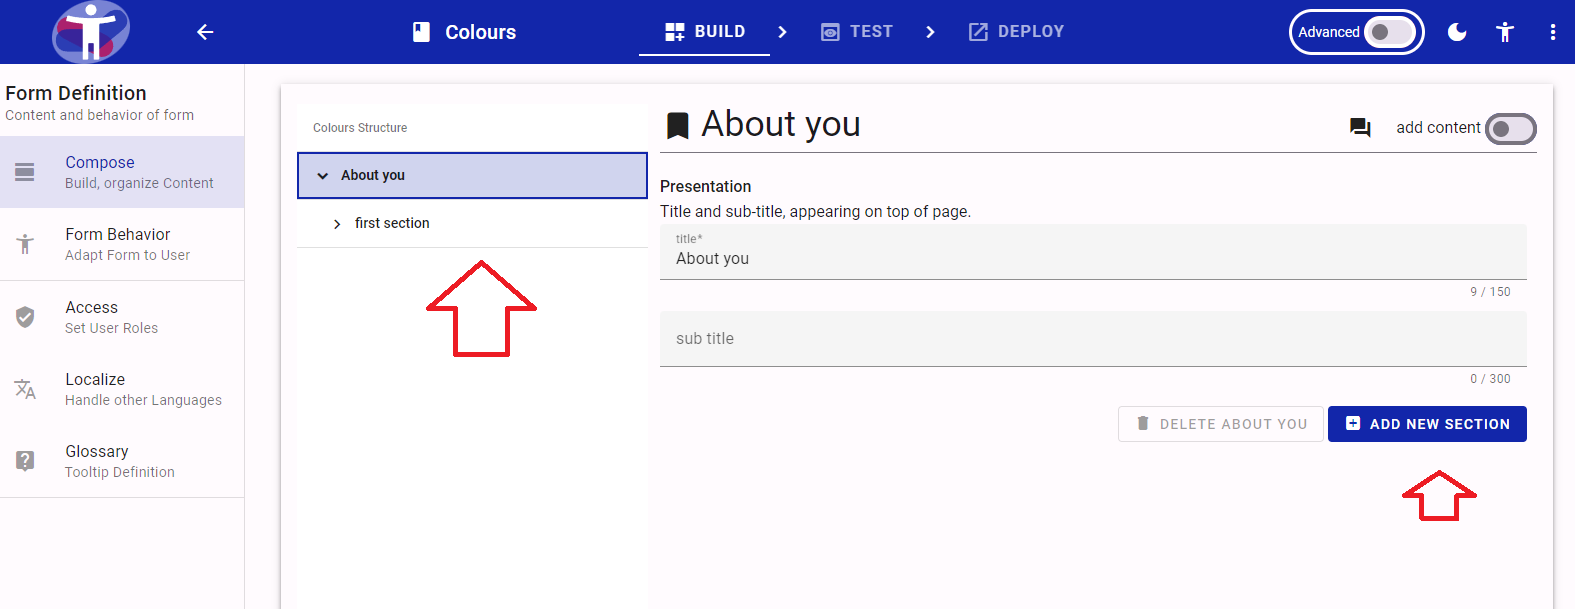 Colours
BUILD
TEST
DEPLOY
Advanced
Form Definition
Content and behavior of form
Compose
Build, organize Content
Form Behavior
Adapt Form to User
Access
Set User Roles
Localize
Handle other Languages
Glossary
Tooltip Definition
Colours Structure
About you
first section
About you
add content
Presentation
Title and sub-title, appearing on top of page.
title*
About you
9 / 150
sub title
0 / 300
DELETE ABOUT YOU
ADD NEW SECTION